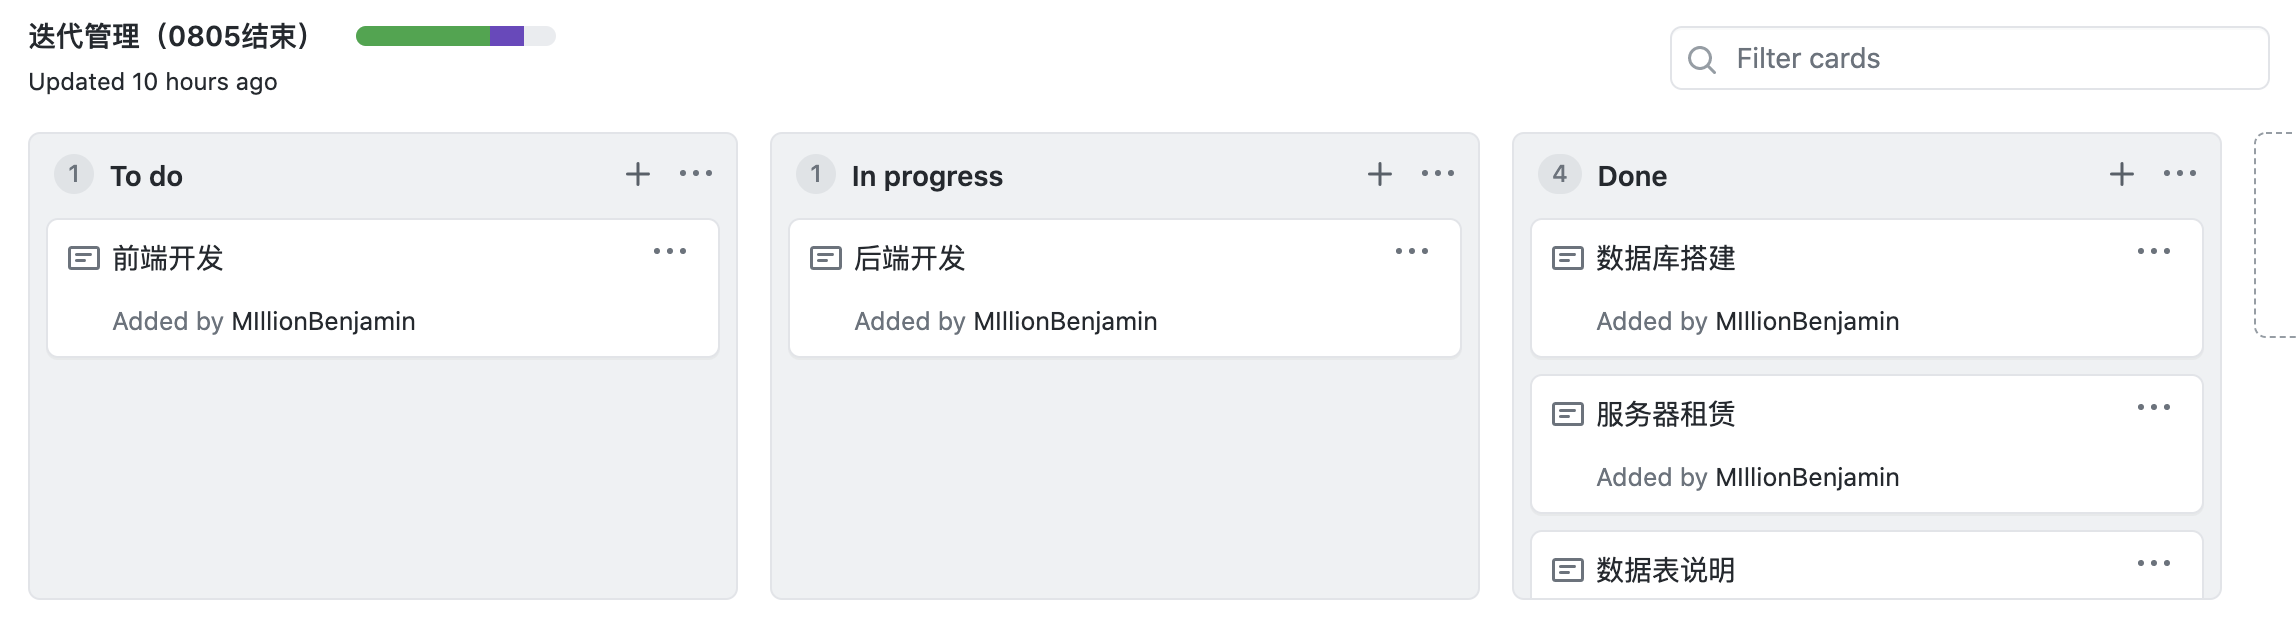 迭代管理（0805结束）
Updated 10 hours ago
Filter cards
1 To do
前端开发
Added by MIllionBenjamin
1 In progress
后端开发
Added by MIllionBenjamin
4 Done
数据库搭建
Added by MIllionBenjamin
服务器租赁
Added by MIllionBenjamin
数据表说明